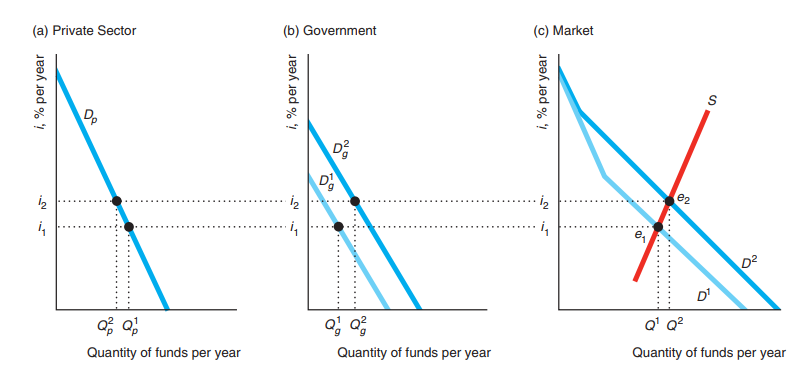 (a) Private Sector
i, % per year
D_p
i_2
i_1
Q_p^2 Q_p^1
Quantity of funds per year
(b) Government
i, % per year
D_g^2
D_g^1
i_2
i_1
Q_g^1 Q_g^2
Quantity of funds per year
(c) Market
i, % per year
S
i_2
e_2
i_1
e_1
D^2
D^1
Q^1 Q^2
Quantity of funds per year